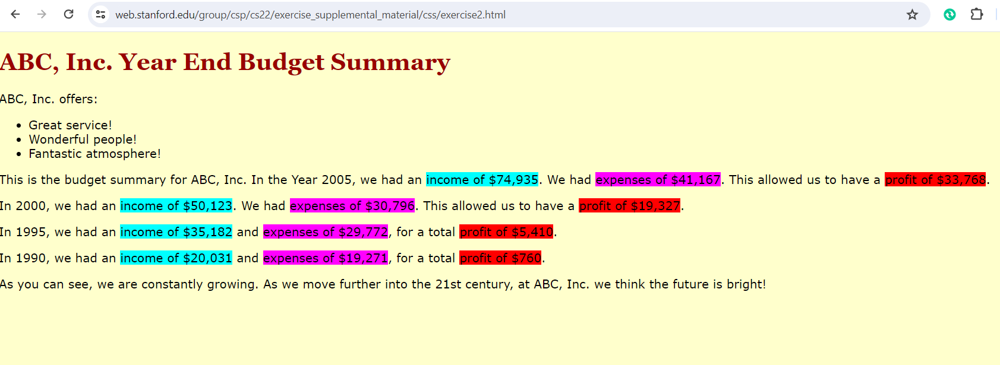 web.stanford.edu/group/csp/cs22/exercise_supplemental_material/css/exercise2.html
ABC, Inc. Year End Budget Summary
ABC, Inc. offers:
Great service!
Wonderful people!
Fantastic atmosphere!
This is the budget summary for ABC, Inc. In the Year 2005, we had an income of $74,935. We had expenses of $41,167. This allowed us to have a profit of $33,768.
In 2000, we had an income of $50,123. We had expenses of $30,796. This allowed us to have a profit of $19,327.
In 1995, we had an income of $35,182 and expenses of $29,772, for a total profit of $5,410.
In 1990, we had an income of $20,031 and expenses of $19,271, for a total profit of $760.
As you can see, we are constantly growing. As we move further into the 21st century, at ABC, Inc. we think the future is bright!